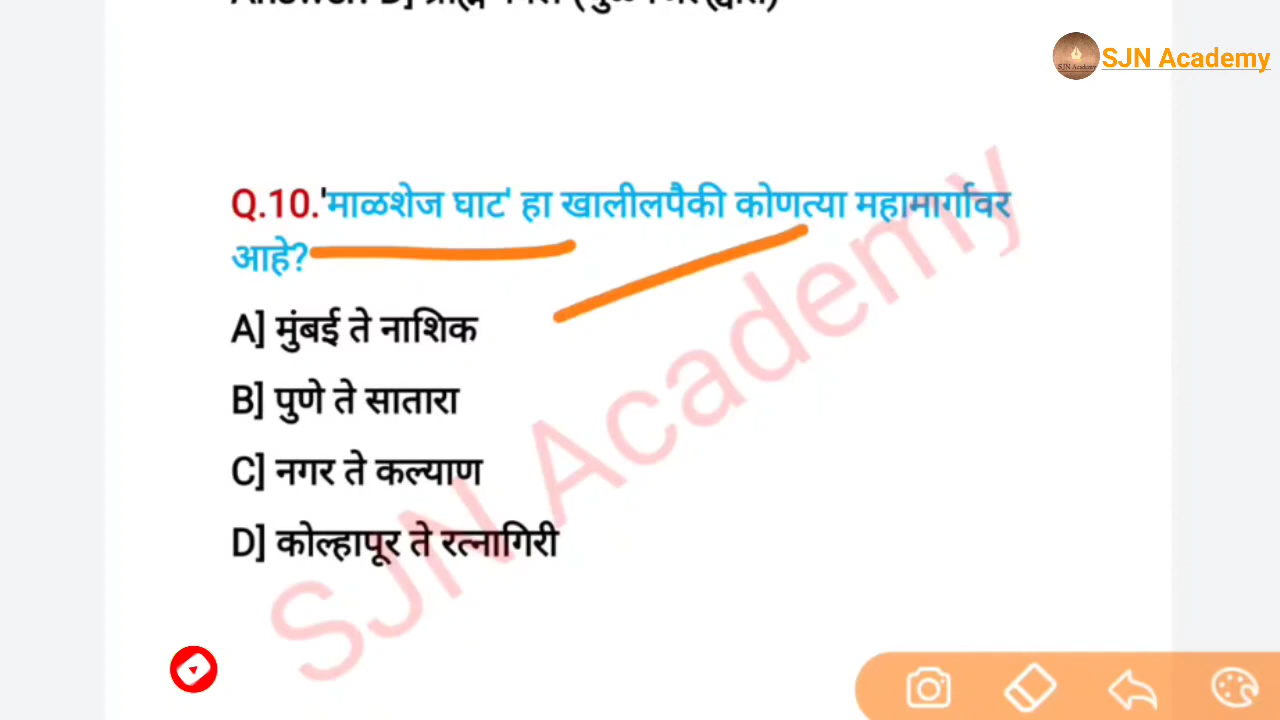 SJN Academy
Q.10.'माळशेज घाट' हा खालीलपैकी कोणत्या महामार्गावर
आहे?
A] मुंबई ते नाशिक
B] पुणे ते सातारा
C] नगर ते कल्याण
D] कोल्हापूर ते रत्नागिरी
SJN Academy